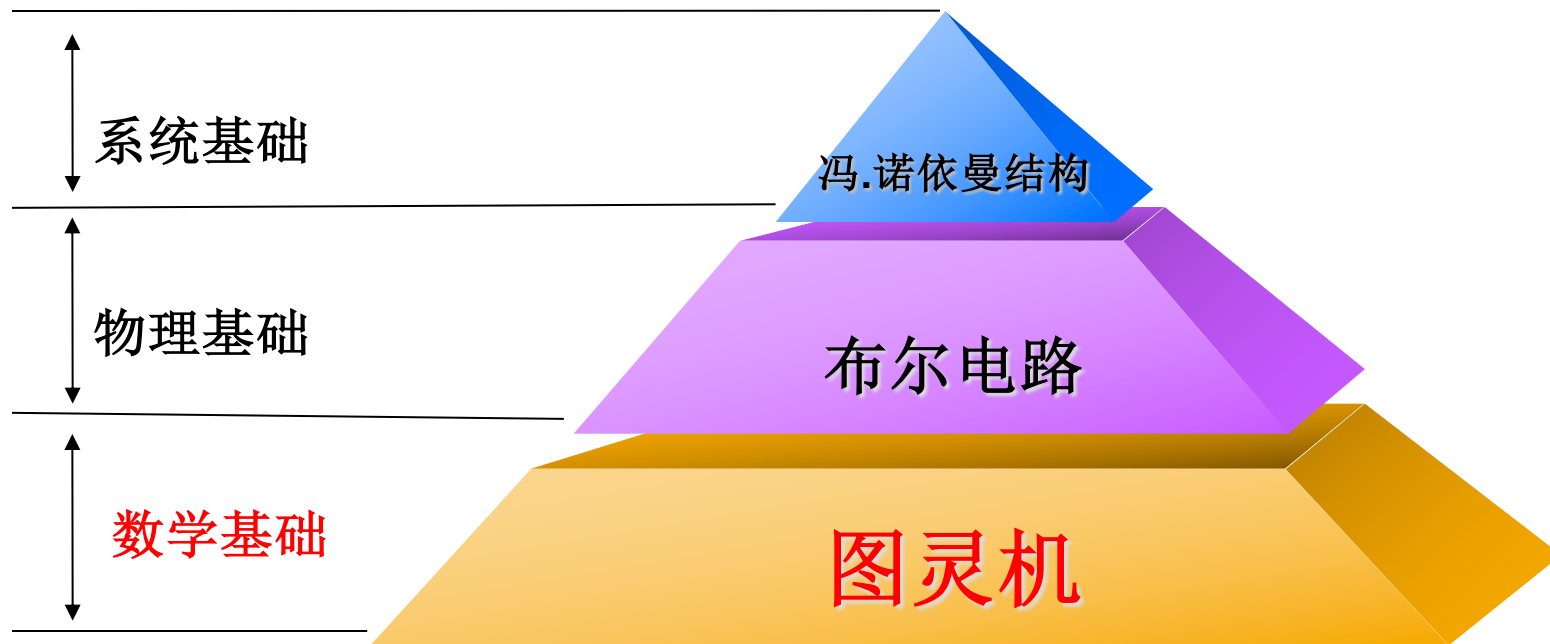 系统基础
冯.诺依曼结构
物理基础
布尔电路
数学基础
图灵机